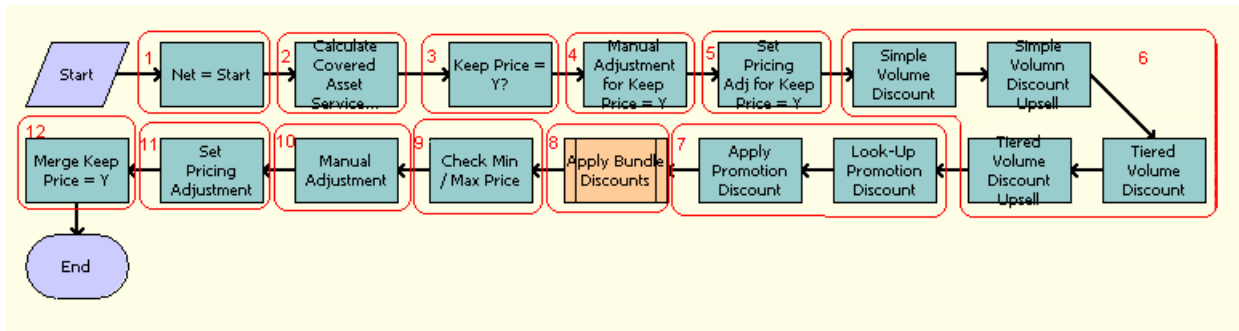 Start
1
Net = Start
2
Calculate
Covered
Asset
Service...
3
Keep Price =
Y?
4
Manual
Adjustment
for Keep
Price = Y
5
Set
Pricing
Adj for Keep
Price = Y
Simple
Volume
Discount
Simple
Volumn
Discount
Upsell
6
12
Merge Keep
Price = Y
11
Set
Pricing
Adjustment
10
Manual
Adjustment
9
Check Min
/ Max Price
8
Apply Bundle
Discounts
7
Apply
Promotion
Discount
Look-Up
Promotion
Discount
Tiered
Volume
Discount
Upsell
Tiered
Volume
Discount
End